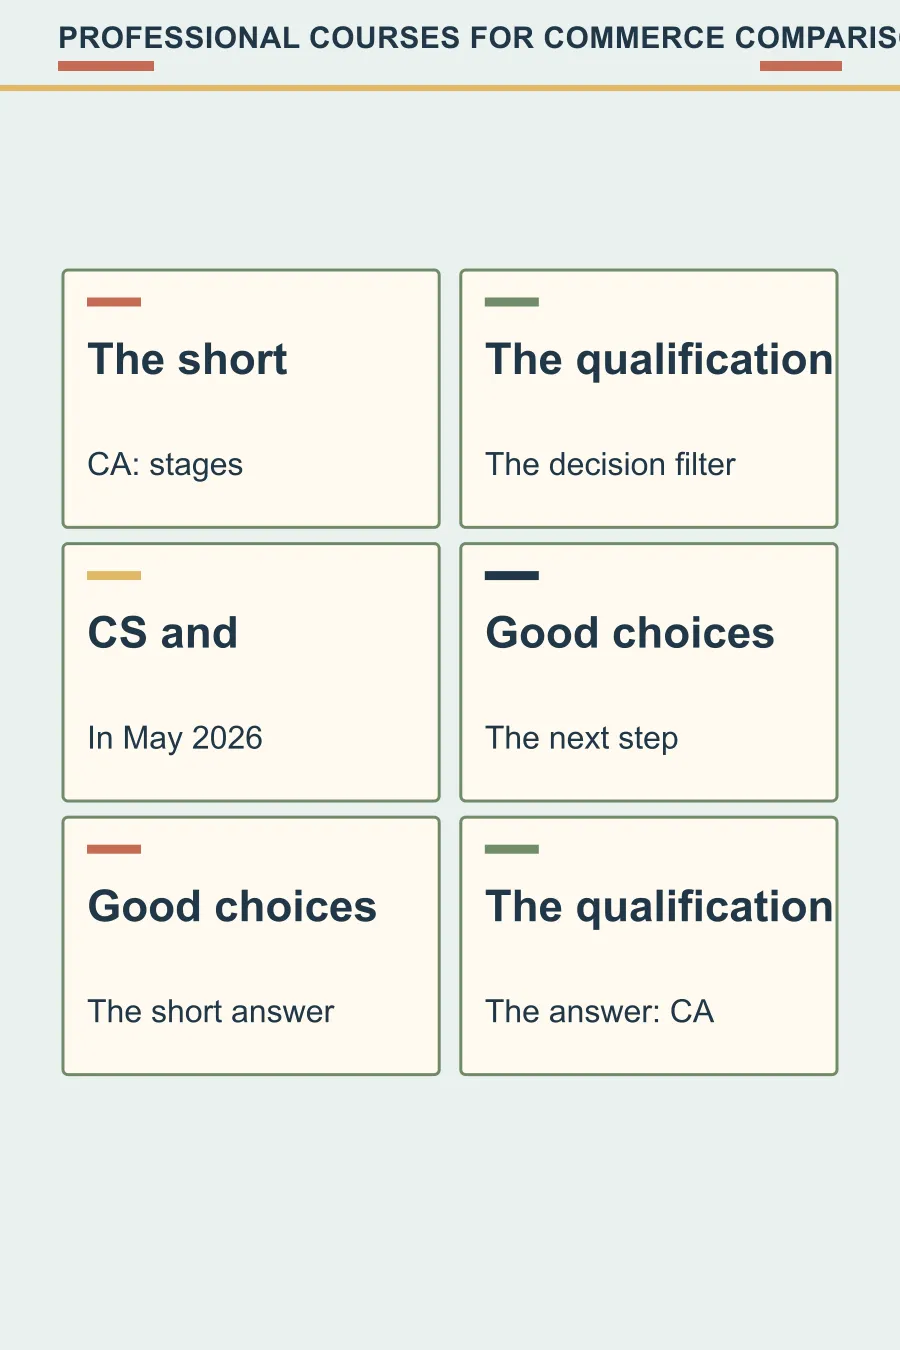 PROFESSIONAL COURSES FOR COMMERCE COMPARIS
The short
CA: stages
The qualification
The decision filter
CS and
In May 2026
Good choices
The next step
Good choices
The short answer
The qualification
The answer: CA